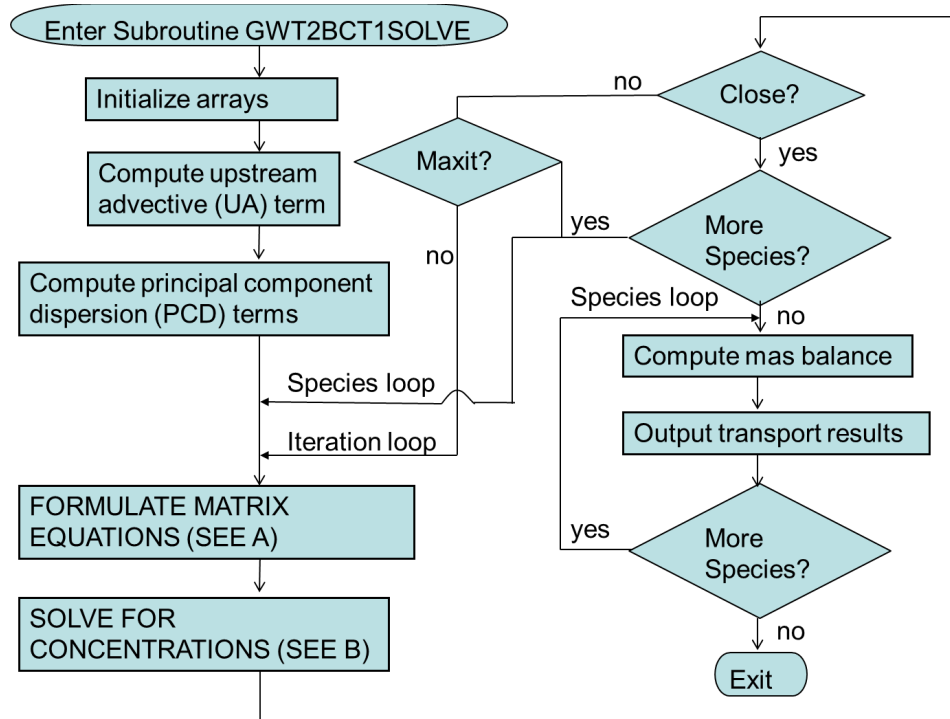 Enter Subroutine GWT2BCT1SOLVE
Initialize arrays
Compute upstream
advective (UA) term
Compute principal component
dispersion (PCD) terms
Species loop
Iteration loop
FORMULATE MATRIX
EQUATIONS (SEE A)
SOLVE FOR
CONCENTRATIONS (SEE B)
Close?
no
yes
Maxit?
no
yes
More
Species?
Species loop
no
Compute mas balance
Output transport results
More
Species?
yes
no
Exit